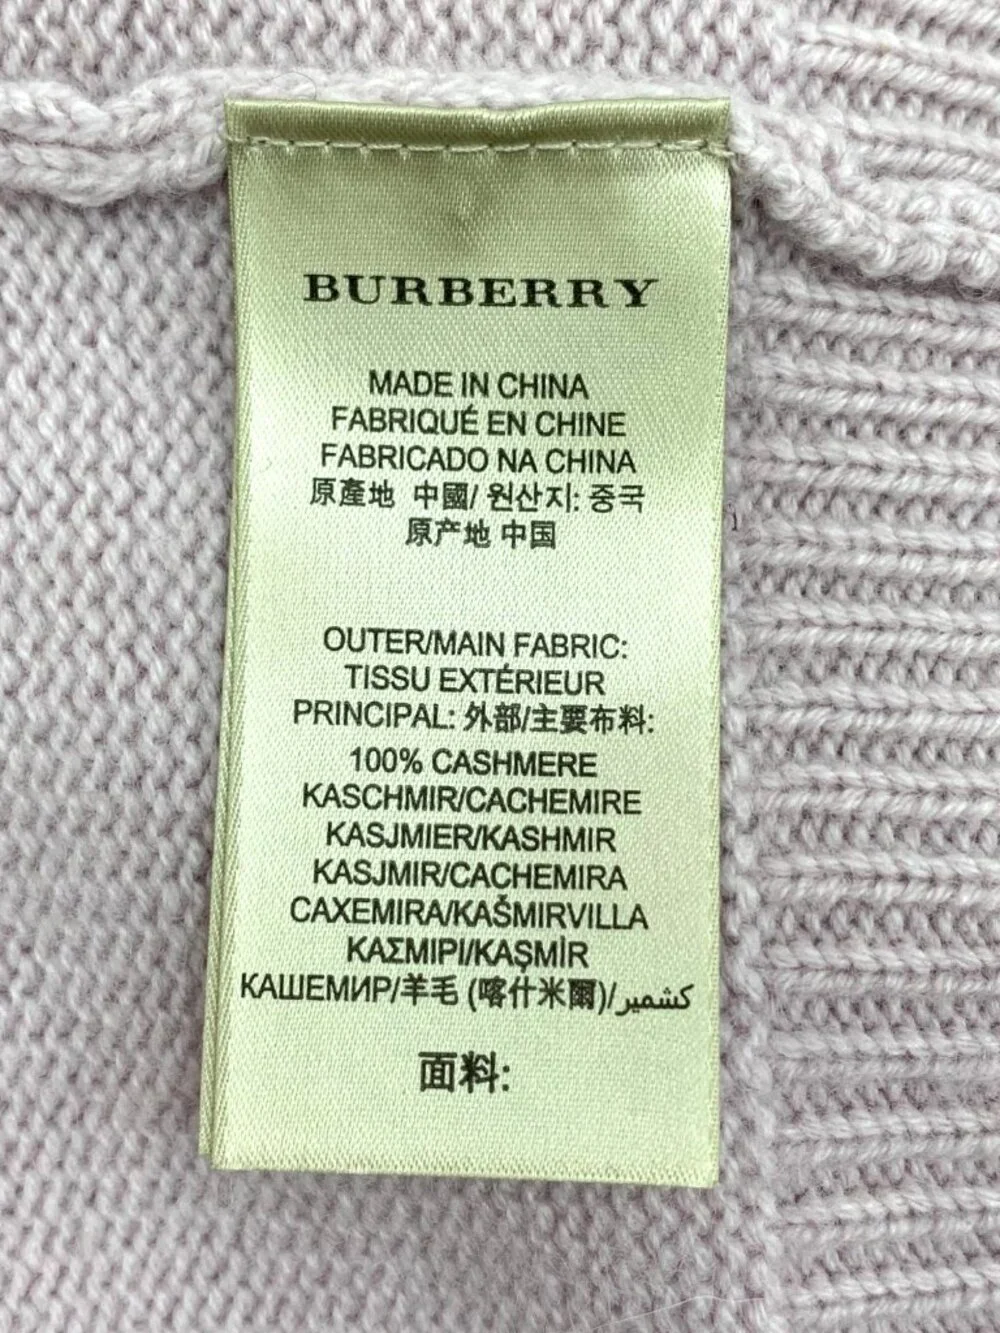 BURBERRY
MADE IN CHINA
FABRIQUÉ EN CHINE
FABRICADO NA CHINA
原產地 中國/ 원산지: 중국
原产地 中国
OUTER/MAIN FABRIC:
TISSU EXTÉRIEUR
PRINCIPAL: 外部/主要布料:
100% CASHMERE
KASCHMIR/CACHEMIRE
KASJMIER/KASHMIR
KASJMIR/CACHEMIRA
CAXEMIRA/KAŠMIRVILLA
ΚΑΣΜΙΡΙ/KAŞMİR
КАШЕМИР/羊毛 (喀什米爾)/كشمير
面料: